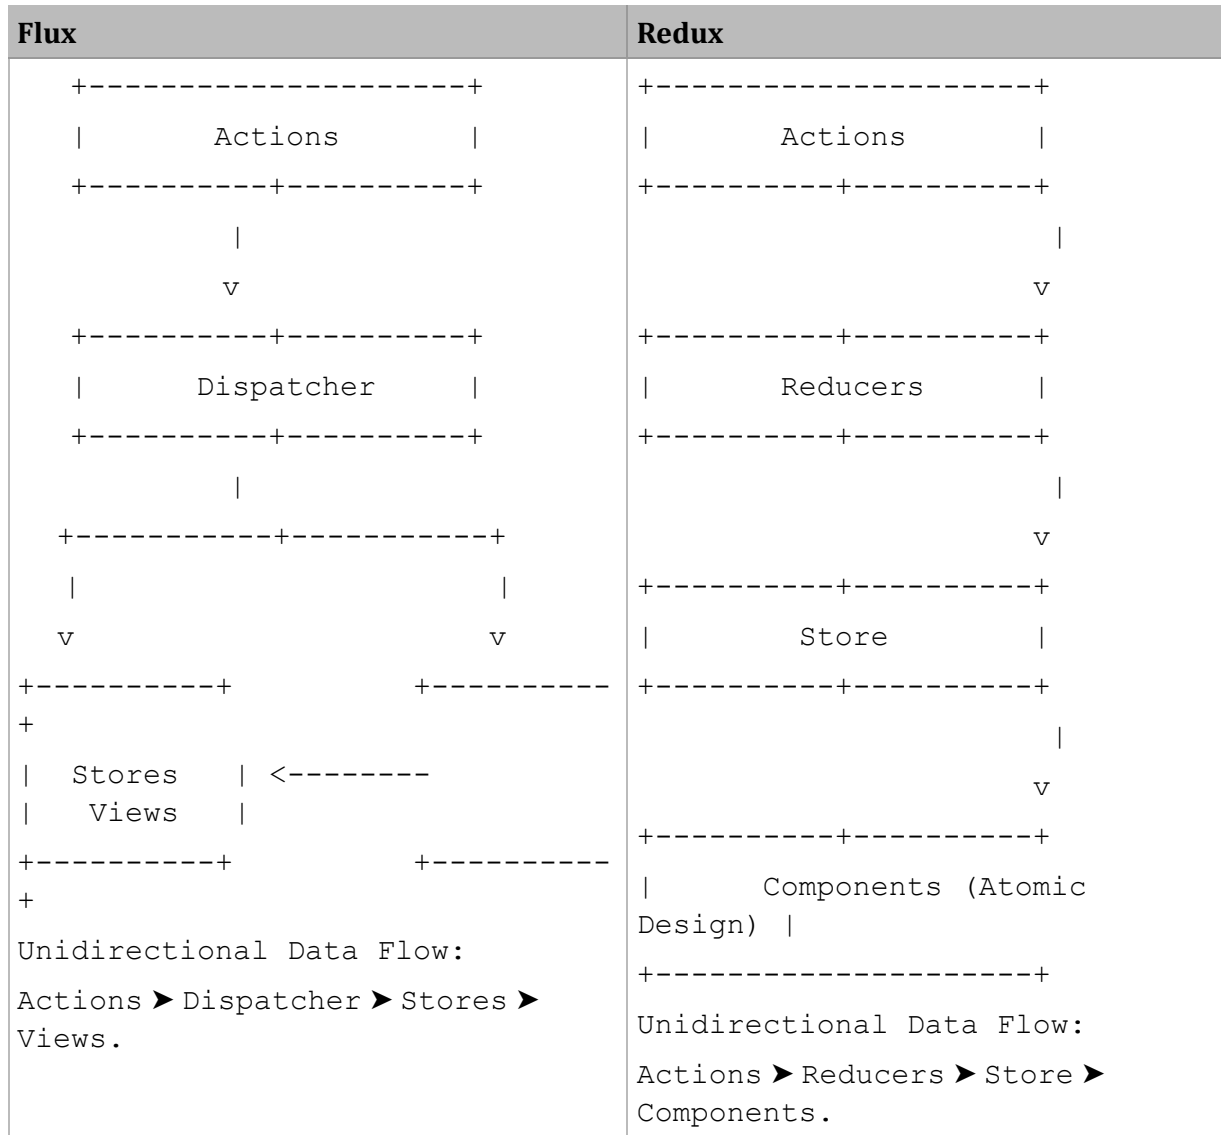 Flux
+---------------------+
|       Actions       |
+----------+----------+
|
v
+----------+----------+
|      Dispatcher     |
+----------+----------+
|
+-----------+-----------+
|                       |
v                       v
+----------+          +----------
+
|  Stores   | <--------
|   Views   |
+----------+          +----------
+
Unidirectional Data Flow:
Actions ➤ Dispatcher ➤ Stores ➤
Views.
Redux
+---------------------+
|       Actions       |
+----------+----------+
|
v
+----------+----------+
|       Reducers      |
+----------+----------+
|
v
+----------+----------+
|        Store        |
+----------+----------+
|
v
+----------+----------+
|      Components (Atomic
Design) |
+---------------------+
Unidirectional Data Flow:
Actions ➤ Reducers ➤ Store ➤
Components.